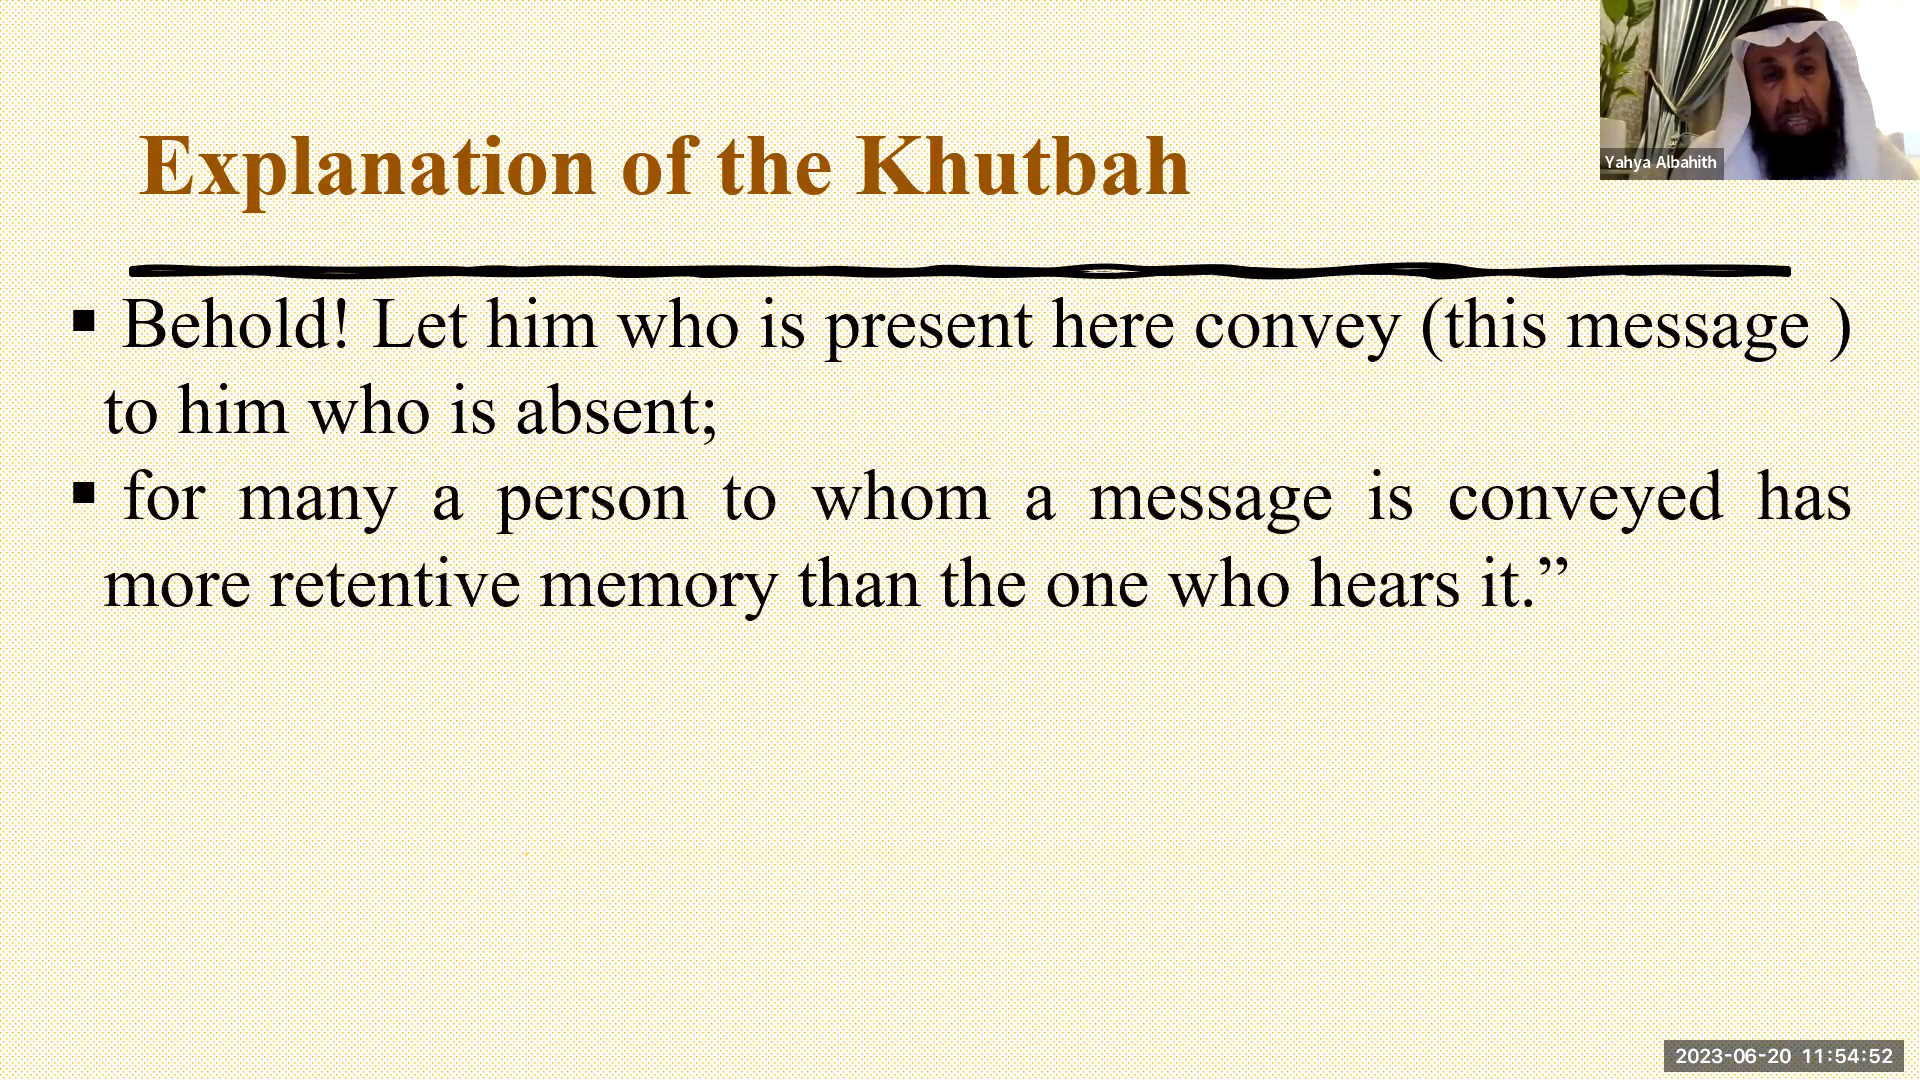 Yahya Albahith
Explanation of the Khutbah
▪ Behold! Let him who is present here convey (this message )
to him who is absent;
▪ for many a person to whom a message is conveyed has
more retentive memory than the one who hears it.”
2023-06-20 11:54:52